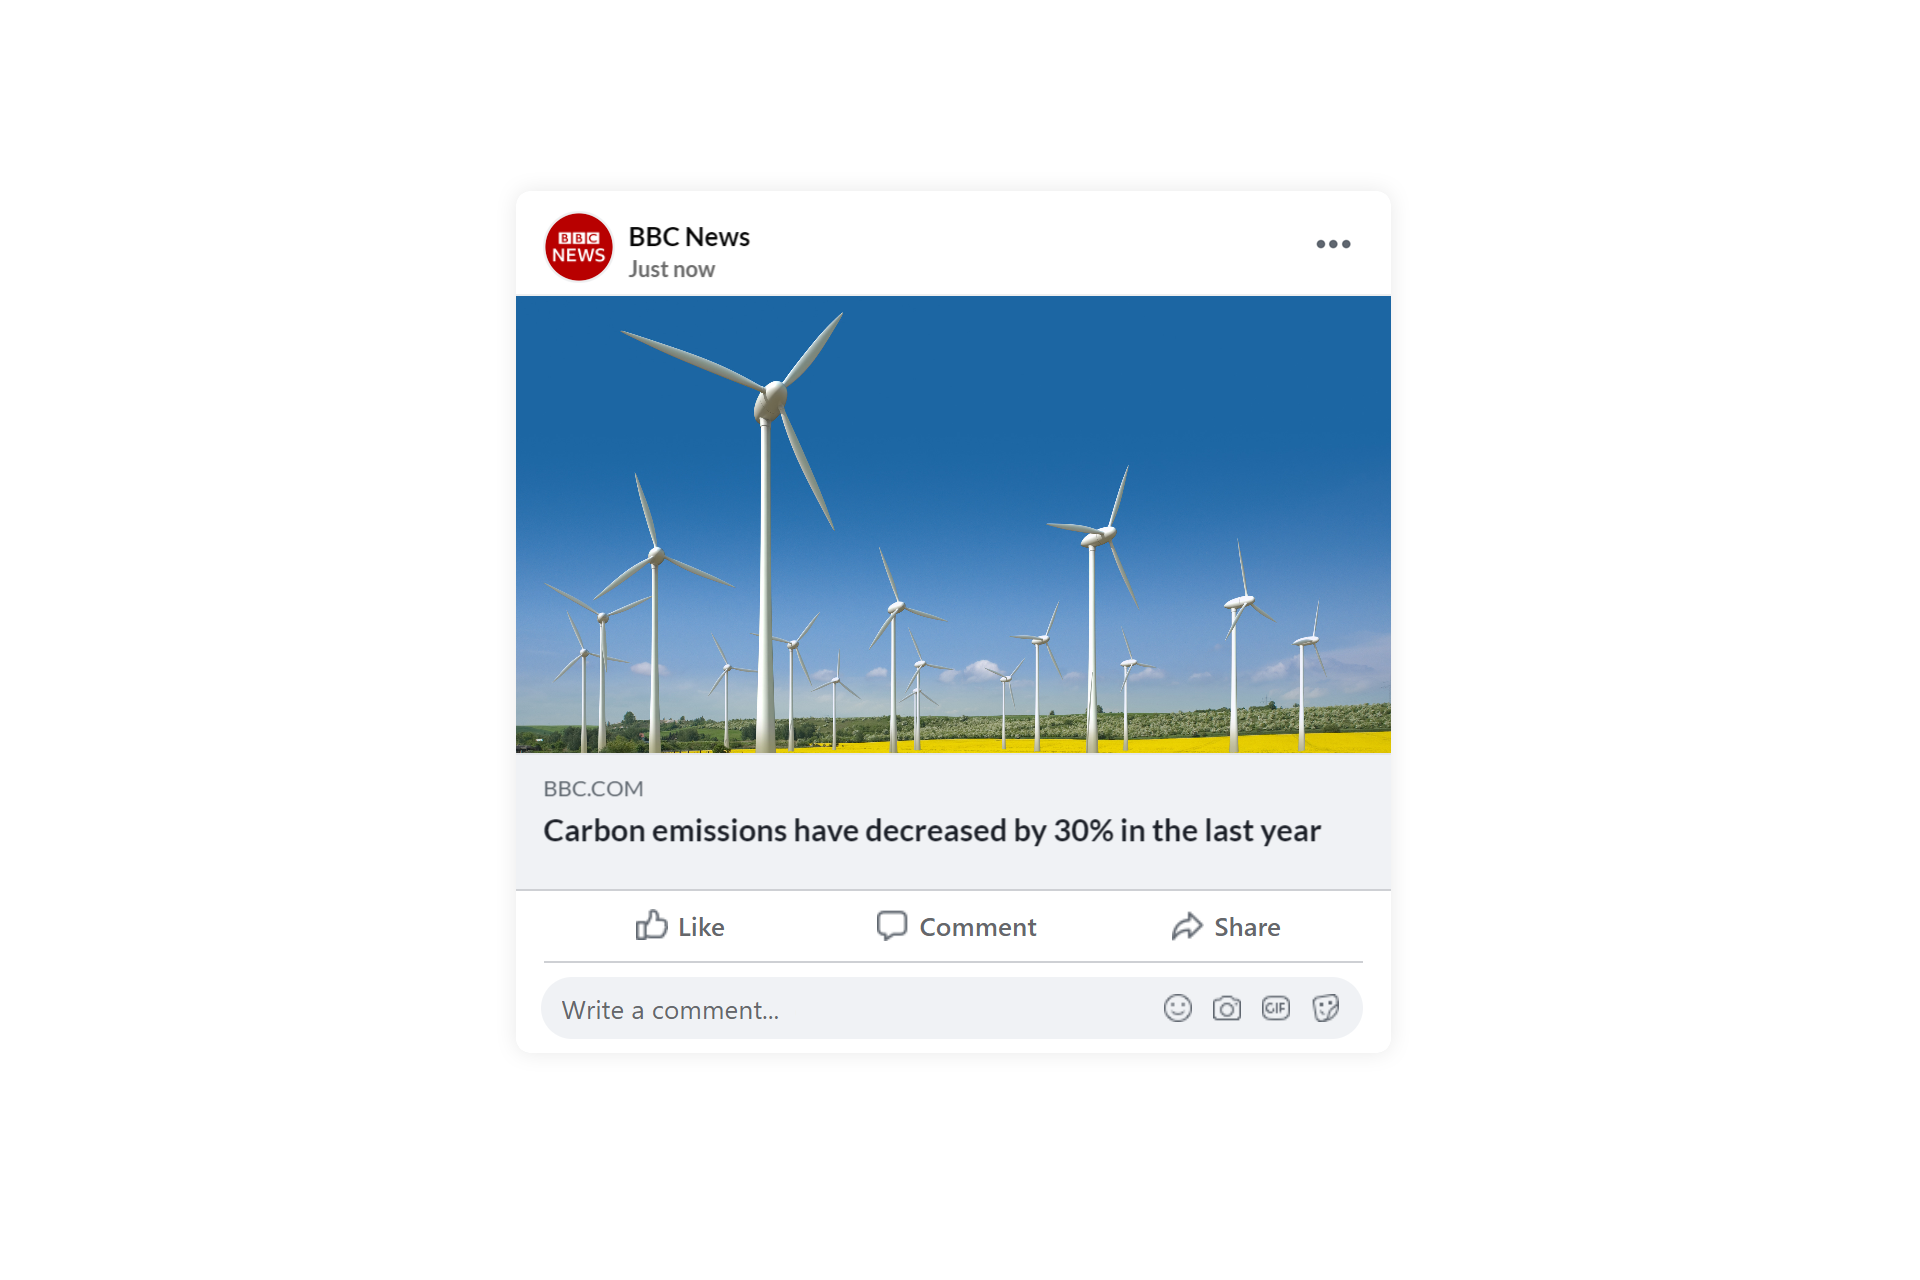 BBC
NEWS
BBC News
Just now
BBC.COM
Carbon emissions have decreased by 30% in the last year
Like
Comment
Share
Write a comment...
GIF